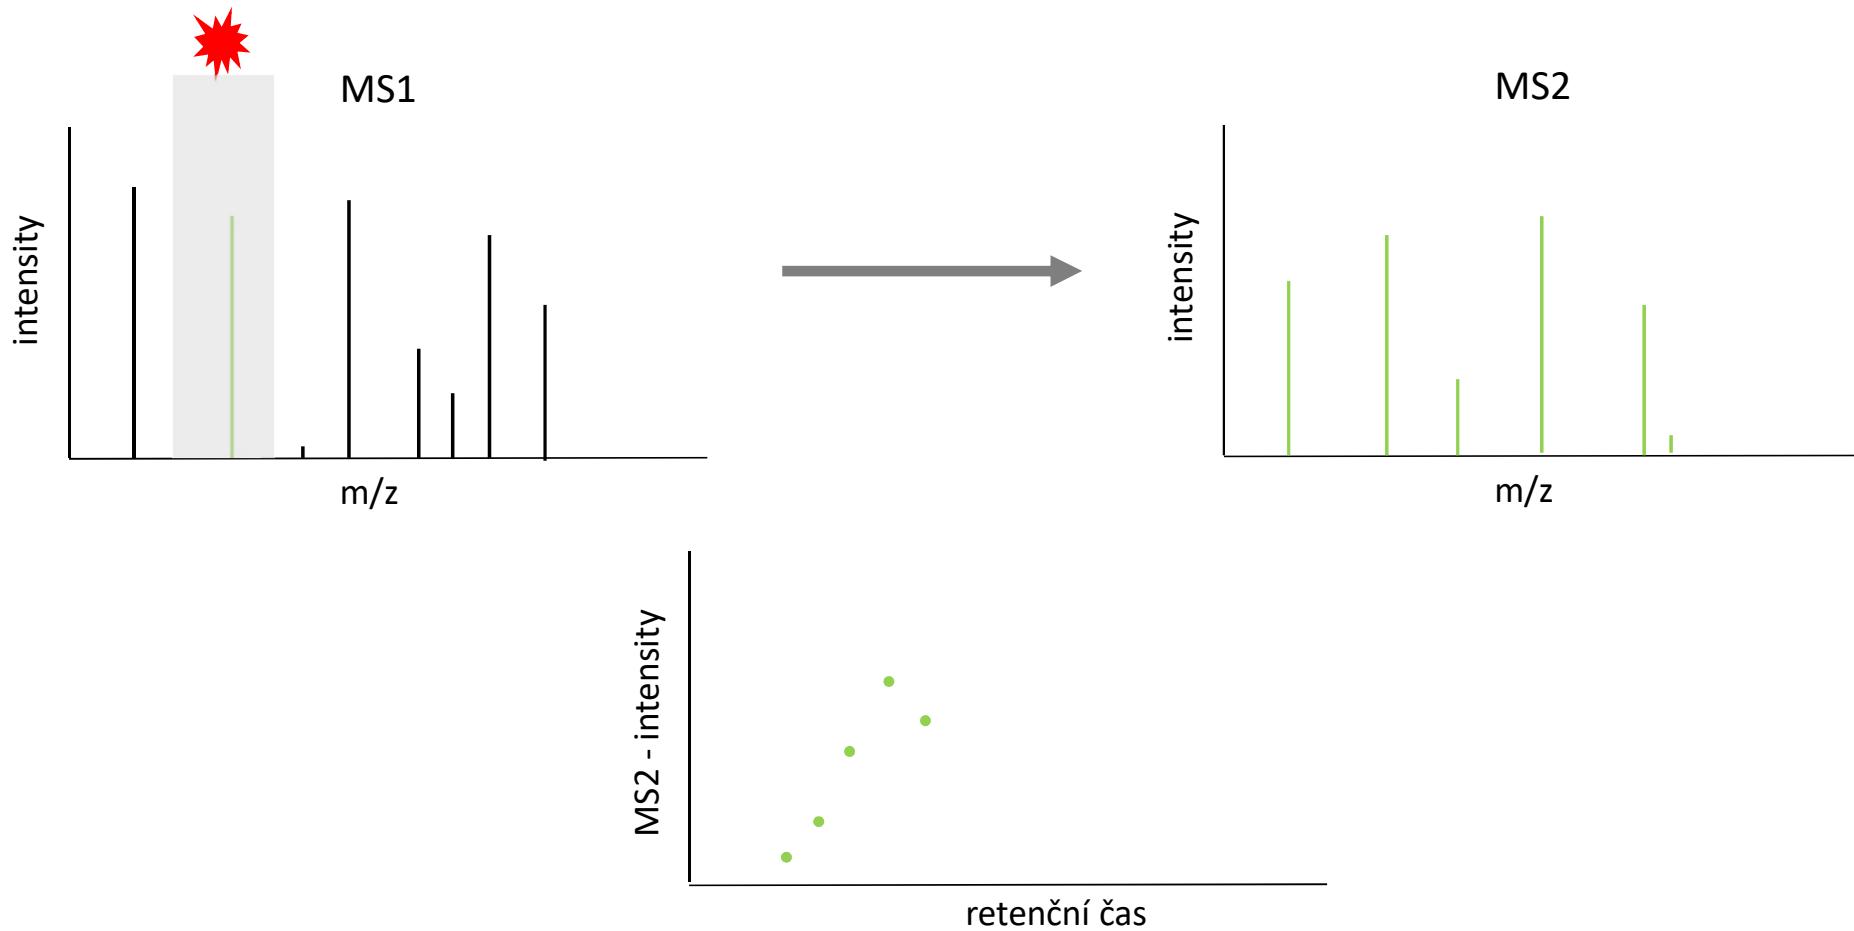 MS1
intensity
m/z
MS2
intensity
m/z
MS2 - intensity
retenční čas